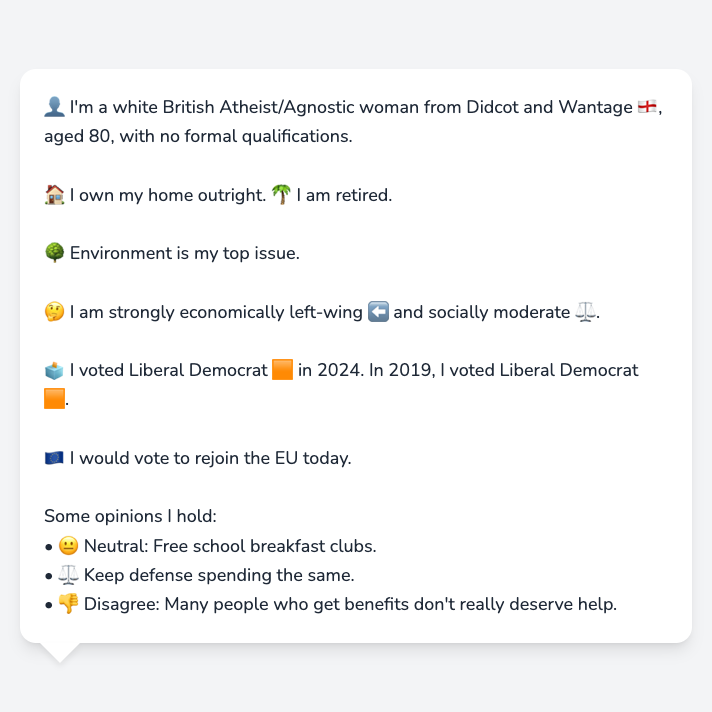 👤 I'm a white British Atheist/Agnostic woman from Didcot and Wantage 🏴󠁧󠁢󠁥󠁮󠁧󠁿,
aged 80, with no formal qualifications.
🏠 I own my home outright. 🌴 I am retired.
🌳 Environment is my top issue.
🤔 I am strongly economically left-wing ⬅️ and socially moderate ⚖️.
🗳️ I voted Liberal Democrat 🟧 in 2024. In 2019, I voted Liberal Democrat
🟧.
🇪🇺 I would vote to rejoin the EU today.
Some opinions I hold:
• 😐 Neutral: Free school breakfast clubs.
• ⚖️ Keep defense spending the same.
• 👎 Disagree: Many people who get benefits don't really deserve help.